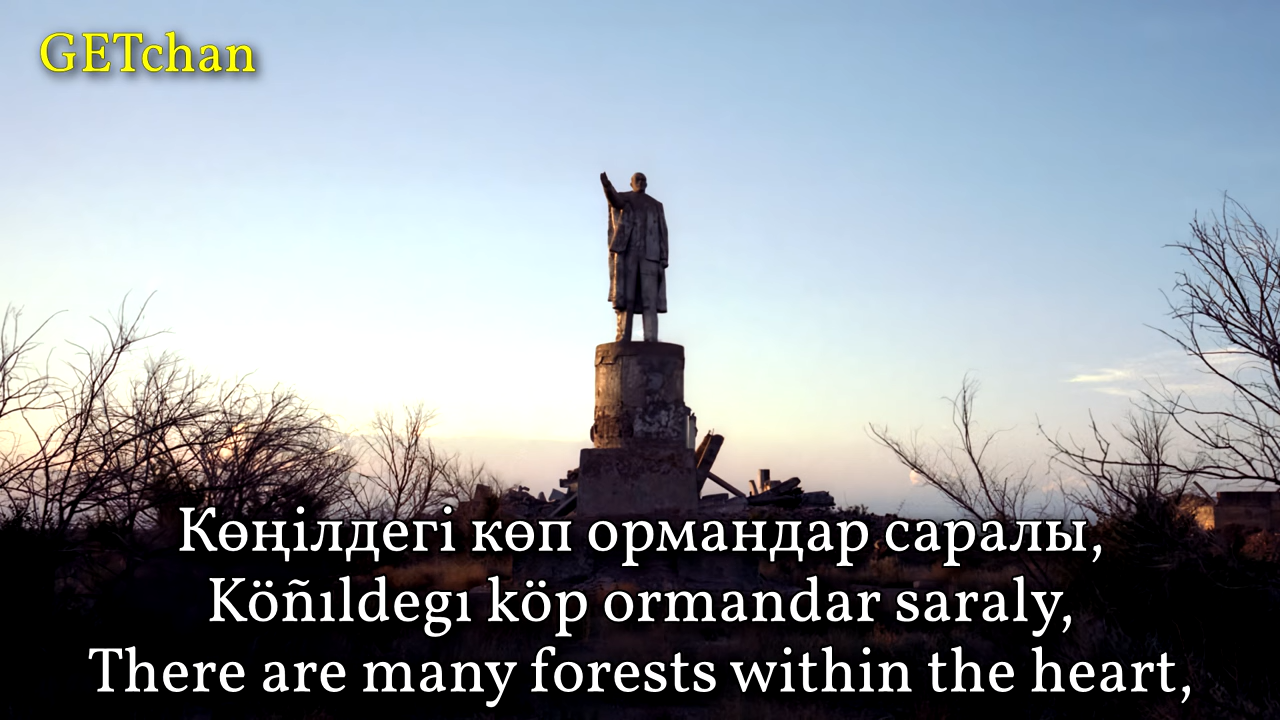 GETchan
Көңілдегі көп ормандар саралы,
Köñıldegı köp ormandar saraly,
There are many forests within the heart,